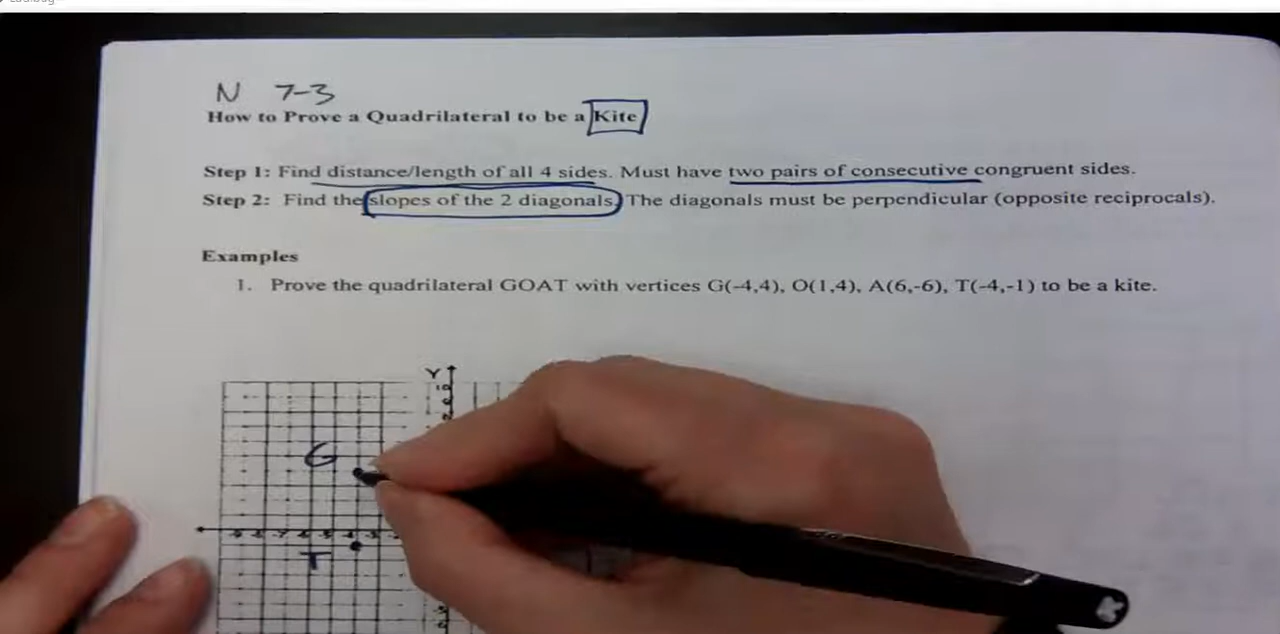 N 7-3
How to Prove a Quadrilateral to be a Kite
Step 1: Find distance/length of all 4 sides. Must have two pairs of consecutive congruent sides.
Step 2: Find the slopes of the 2 diagonals. The diagonals must be perpendicular (opposite reciprocals).
Examples
1. Prove the quadrilateral GOAT with vertices G(-4,4), O(1,4), A(6,-6), T(-4,-1) to be a kite.
Y
G
T